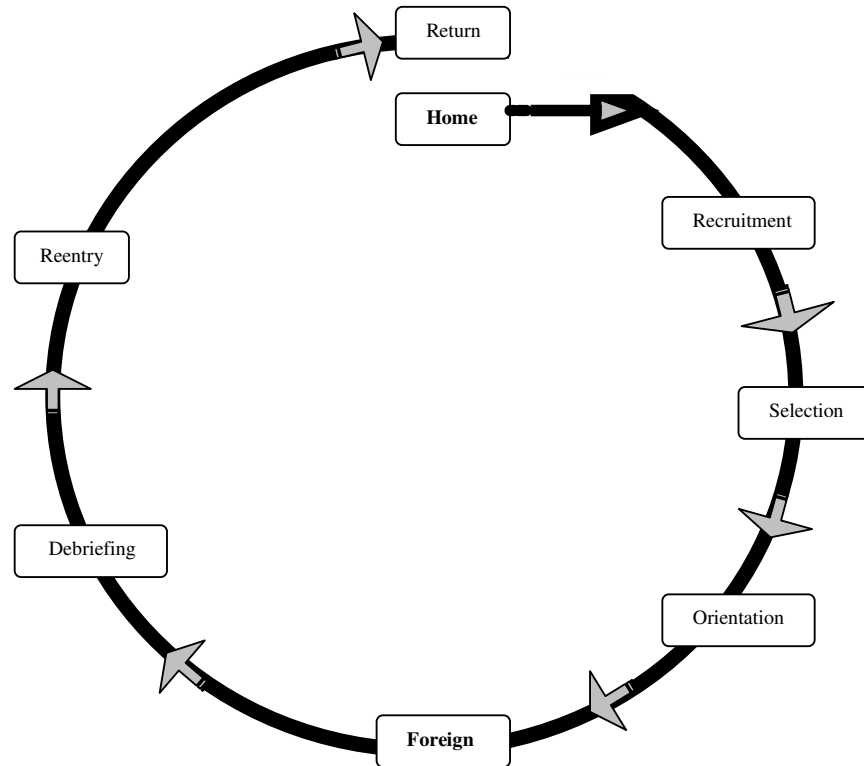 Return
Home
Recruitment
Reentry
Selection
Debriefing
Orientation
Foreign